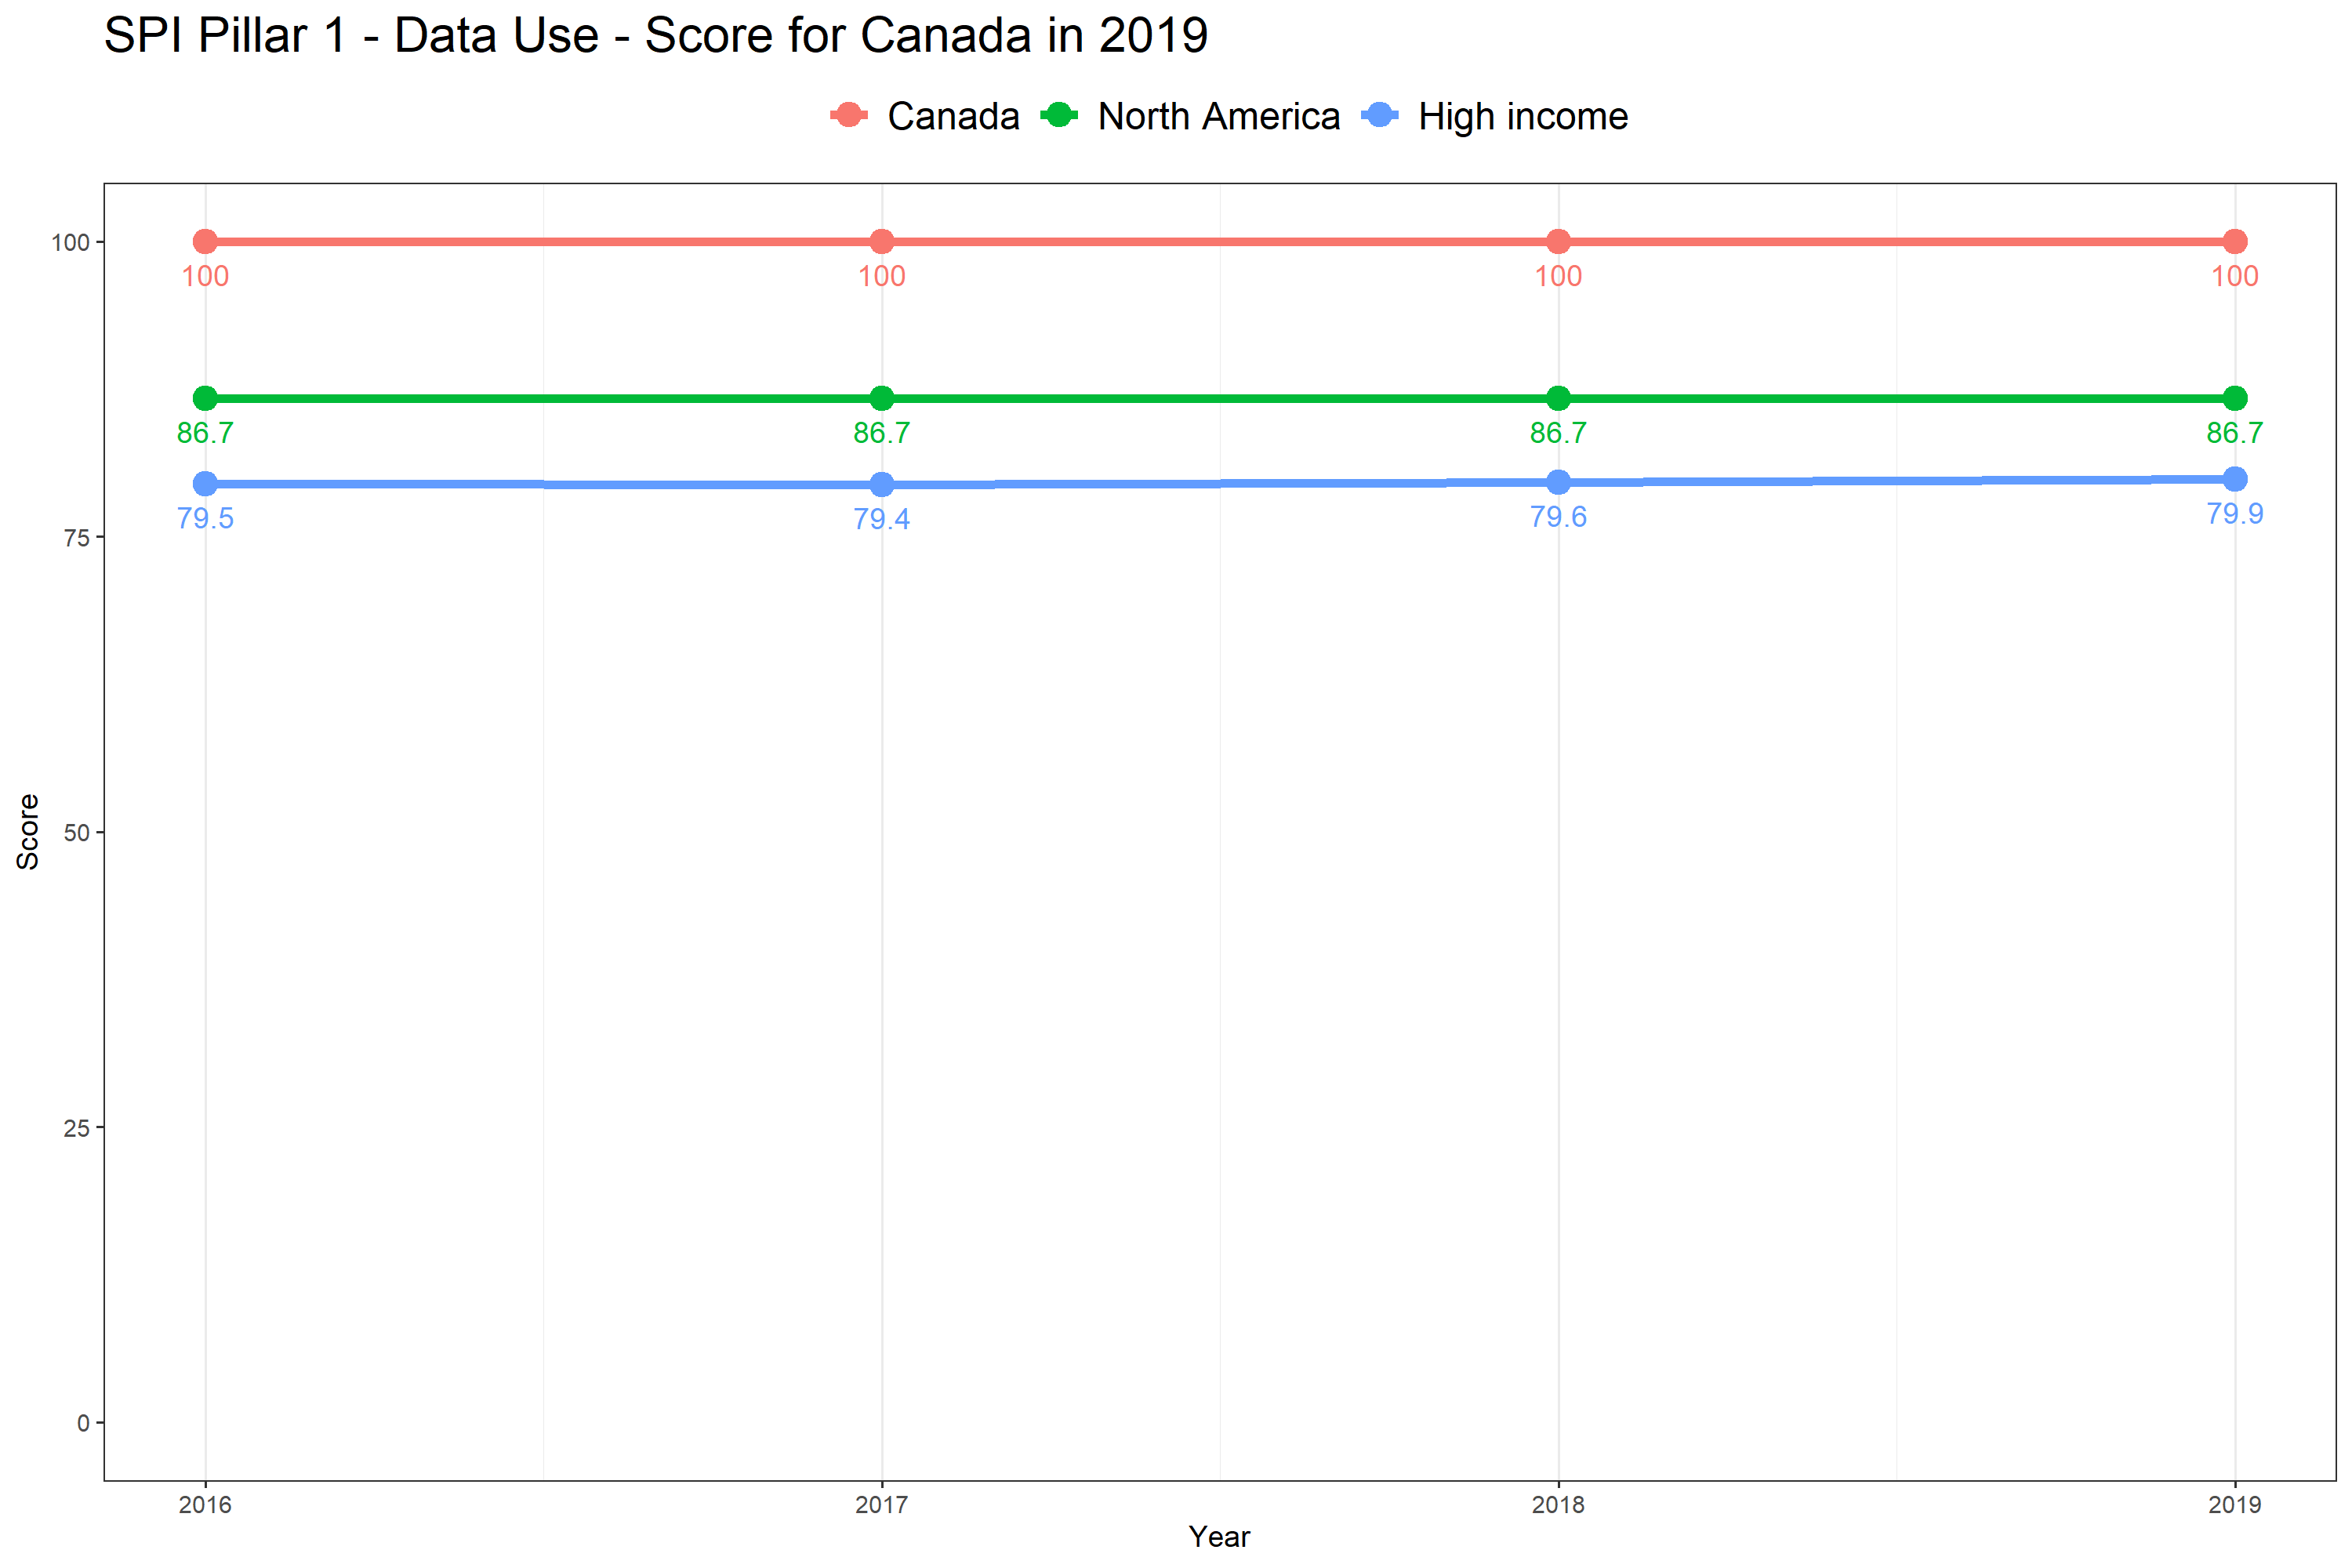 SPI Pillar 1 - Data Use - Score for Canada in 2019
Canada North America High income
100
100 100 100 100
86.7 86.7 86.7 86.7
79.5 79.4 79.6 79.9
75
50
Score
25
0
2016 2017 2018 2019
Year